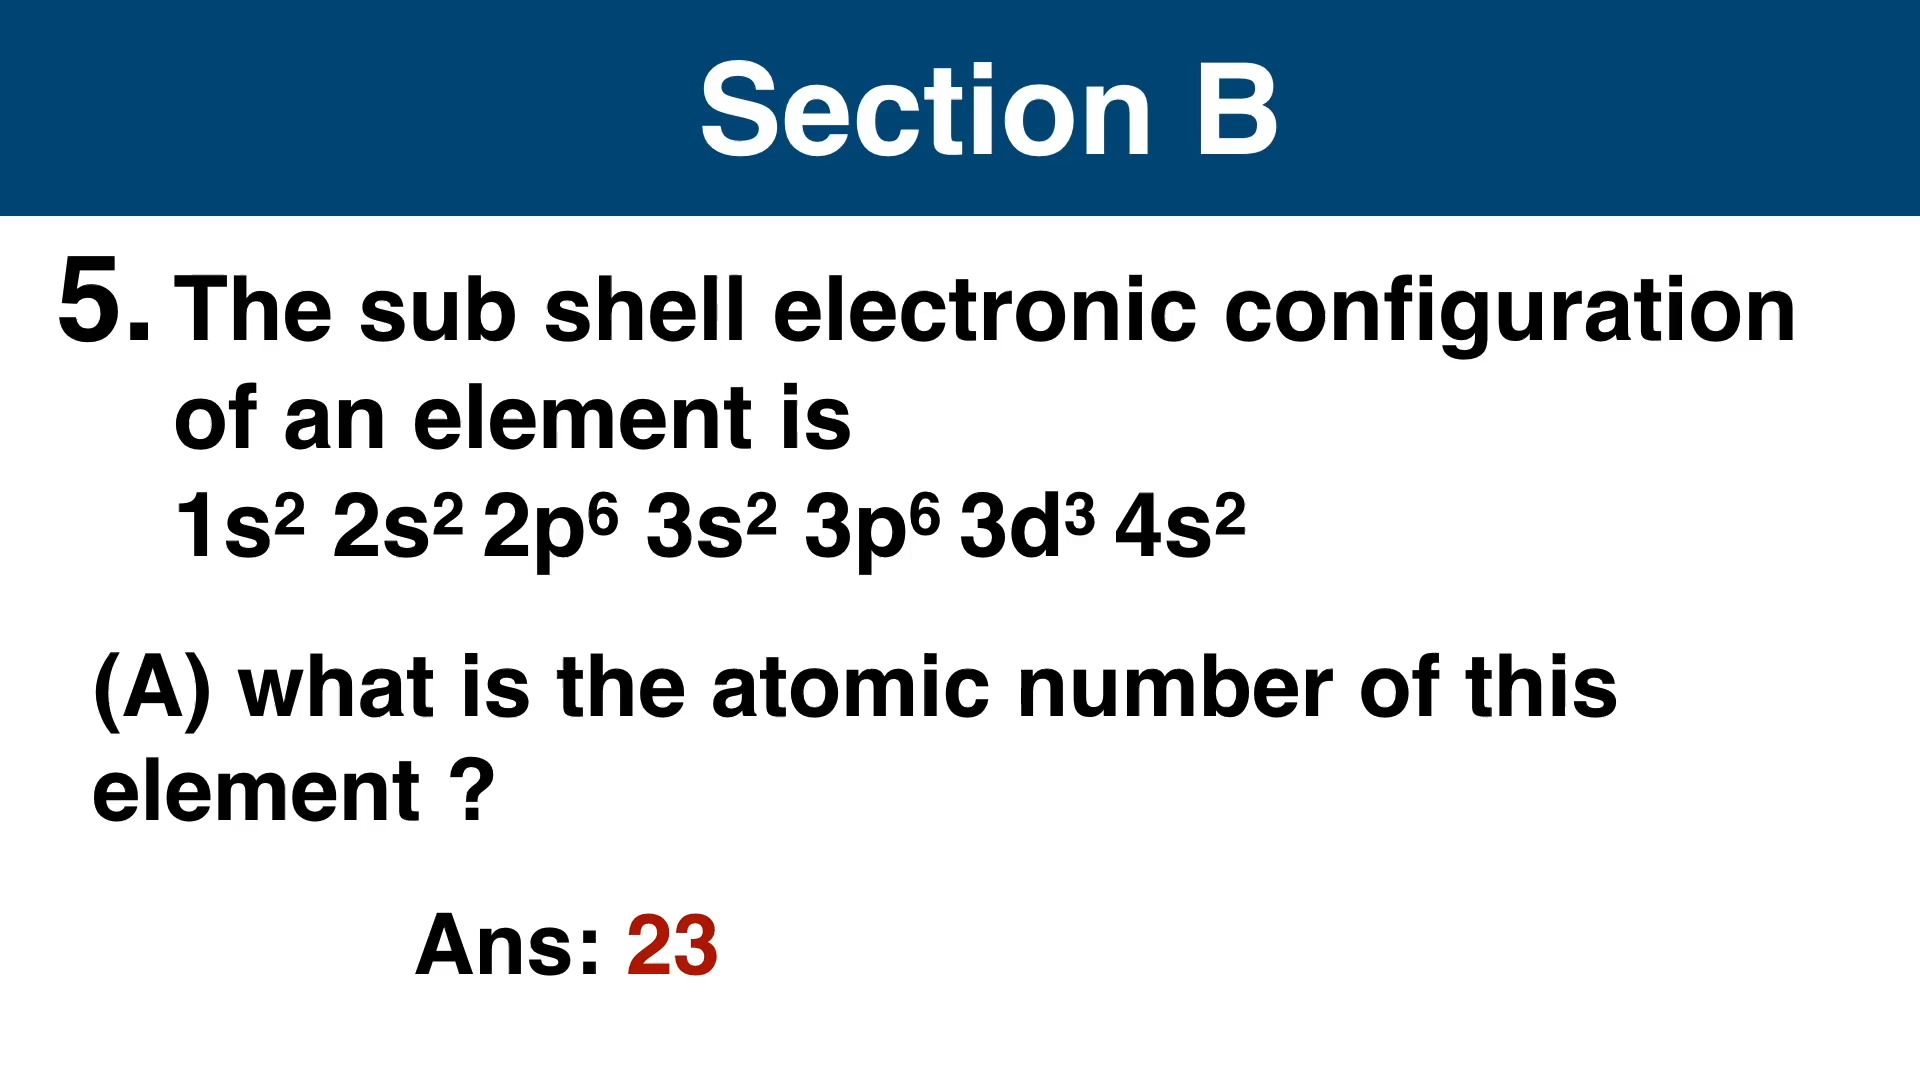 Section B
5. The sub shell electronic configuration
of an element is
1s² 2s² 2p⁶ 3s² 3p⁶ 3d³ 4s²
(A) what is the atomic number of this
element ?
Ans: 23